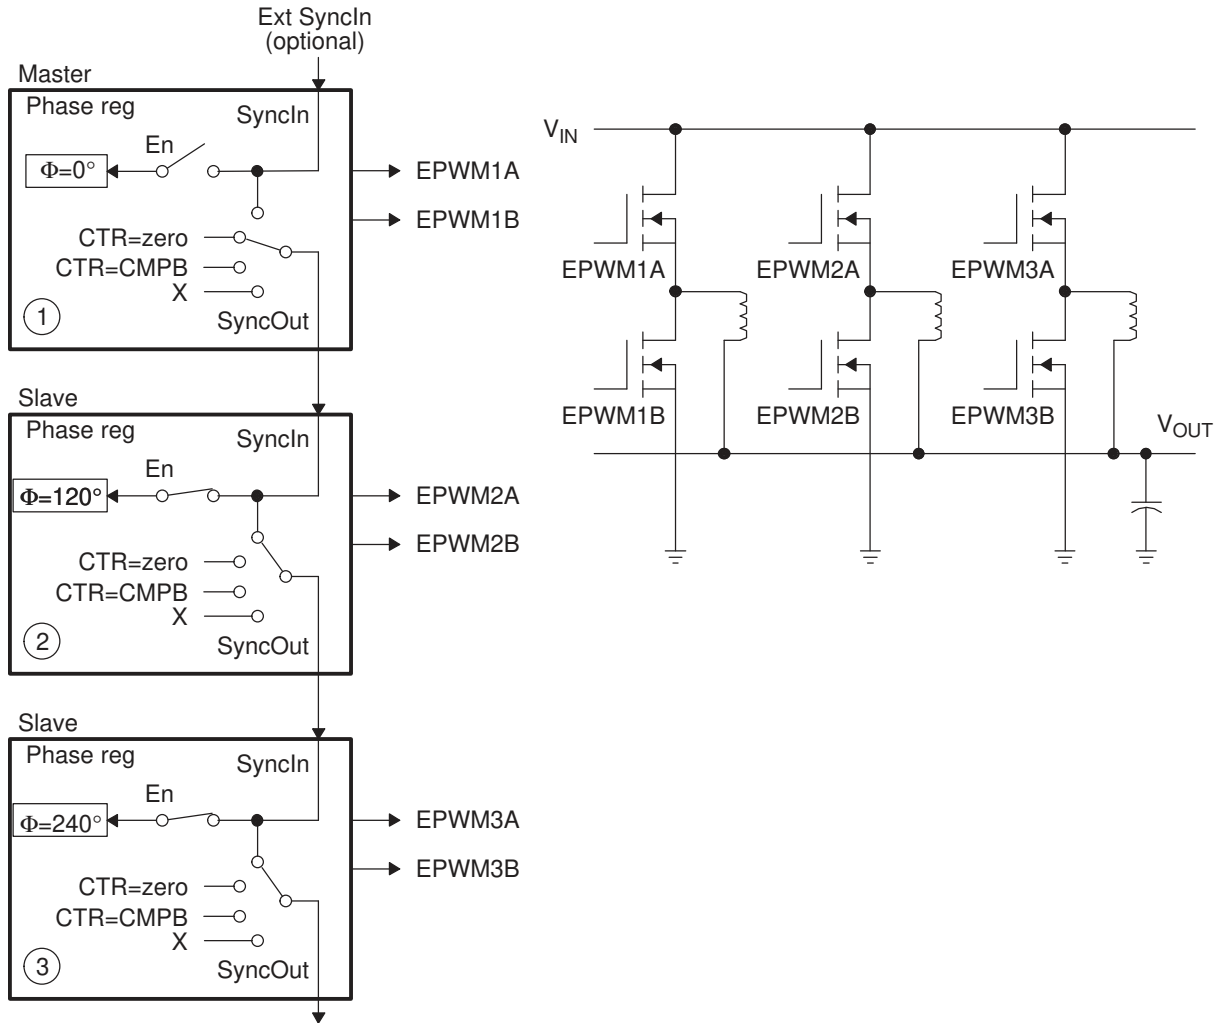 Ext SyncIn
(optional)
Master
Phase reg
SyncIn
En
Φ=0°
EPWM1A
EPWM1B
CTR=zero
CTR=CMPB
X
1
SyncOut
Slave
Phase reg
SyncIn
En
Φ=120°
EPWM2A
EPWM2B
CTR=zero
CTR=CMPB
X
2
SyncOut
Slave
Phase reg
SyncIn
En
Φ=240°
EPWM3A
EPWM3B
CTR=zero
CTR=CMPB
X
3
SyncOut
VIN
EPWM1A
EPWM2A
EPWM3A
EPWM1B
EPWM2B
EPWM3B
VOUT